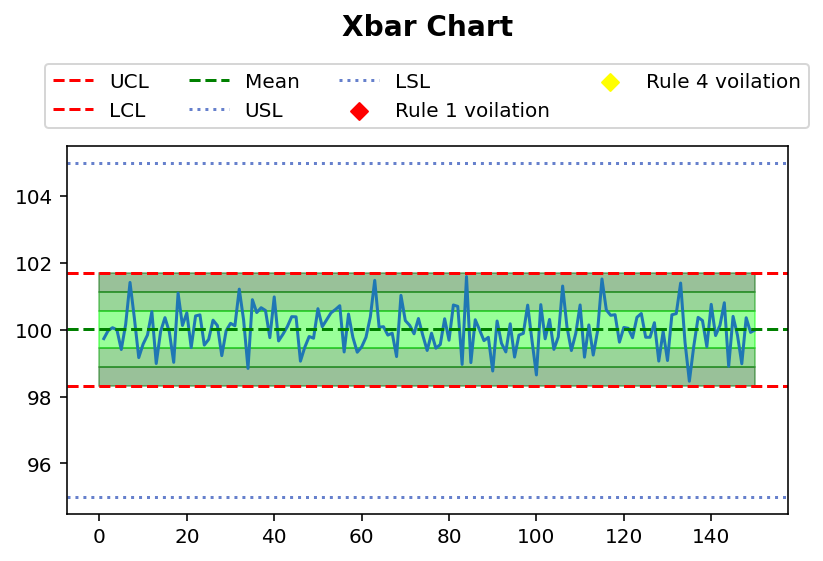 Xbar Chart
UCL Mean LSL Rule 4 voilation
LCL USL Rule 1 voilation
104
102
100
98
96
0 20 40 60 80 100 120 140